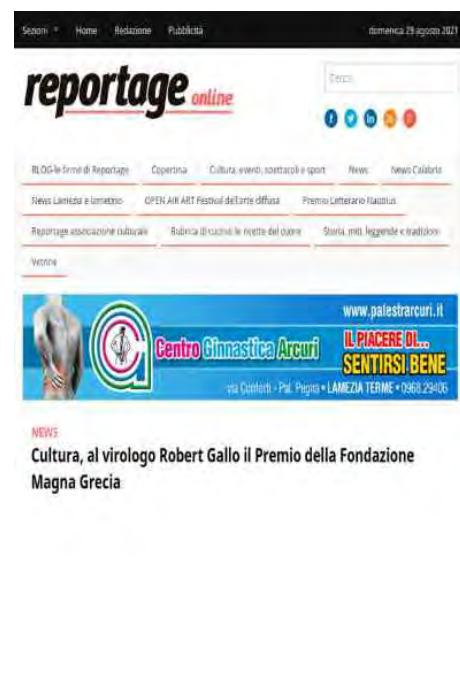 Sezioni Home Redazione Pubblicità domenica 29 agosto 2021
reportage online
Cerca
BLOG-le firme di Reportage Copertina Cultura, eventi, spettacoli e sport News News Calabria
News Lamezia e lametino OPEN AIR ART Festival dell'arte diffusa Premio Letterario Nautilus
Reportage associazione culturale Rubrica di cucina: le ricette del cuore Storia, miti, leggende e tradizioni
Vetrine
www.palestrarcuri.it
Centro Ginnastica Arcuri
IL PIACERE DI...
SENTIRSI BENE
via Conforti - Pal. Pegna • LAMEZIA TERME • 0968.29406
NEWS
Cultura, al virologo Robert Gallo il Premio della Fondazione
Magna Grecia